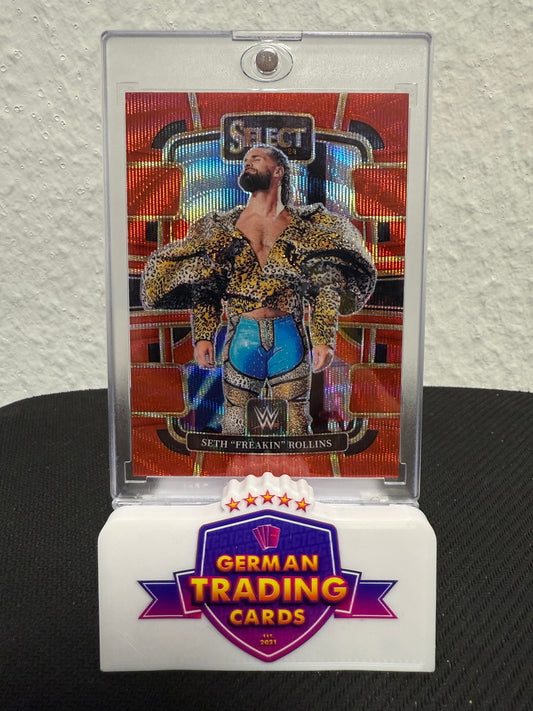 SELECT
W
SETH "FREAKIN" ROLLINS
GERMAN
TRADING
CARDS
EST.
2021